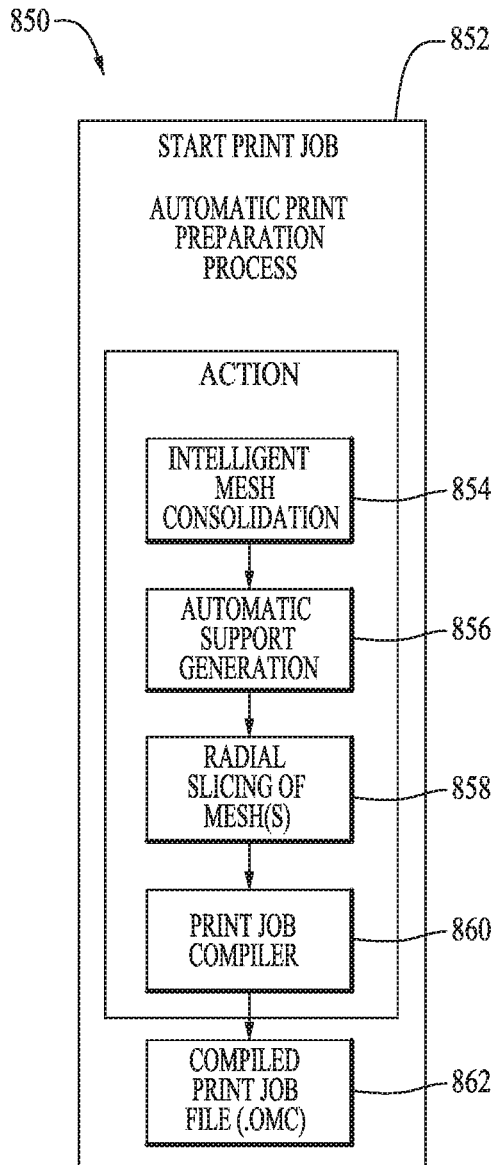 850
852
START PRINT JOB
AUTOMATIC PRINT
PREPARATION
PROCESS
ACTION
INTELLIGENT
MESH
CONSOLIDATION
854
AUTOMATIC
SUPPORT
GENERATION
856
RADIAL
SLICING OF
MESH(S)
858
PRINT JOB
COMPILER
860
COMPILED
PRINT JOB
FILE (.OMC)
862